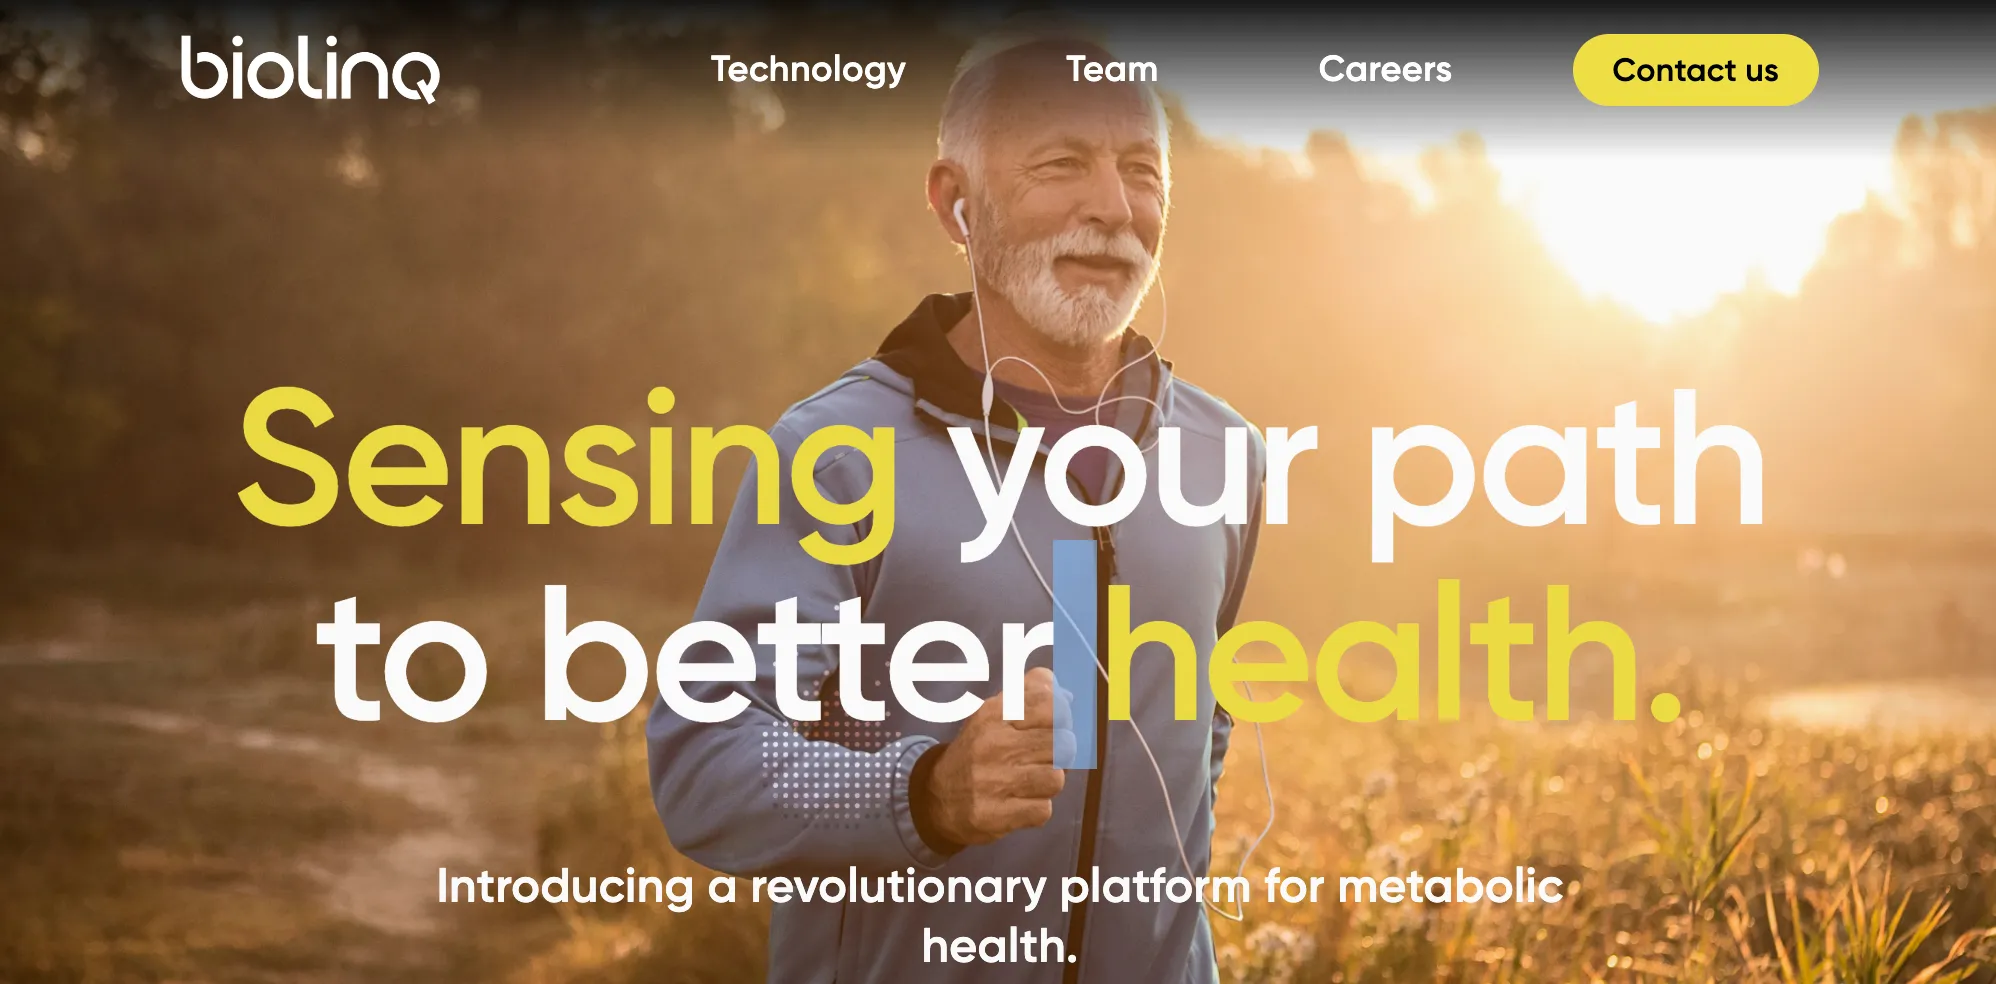 biolinq
Technology
Team
Careers
Contact us
Sensing your path
to better health.
Introducing a revolutionary platform for metabolic
health.